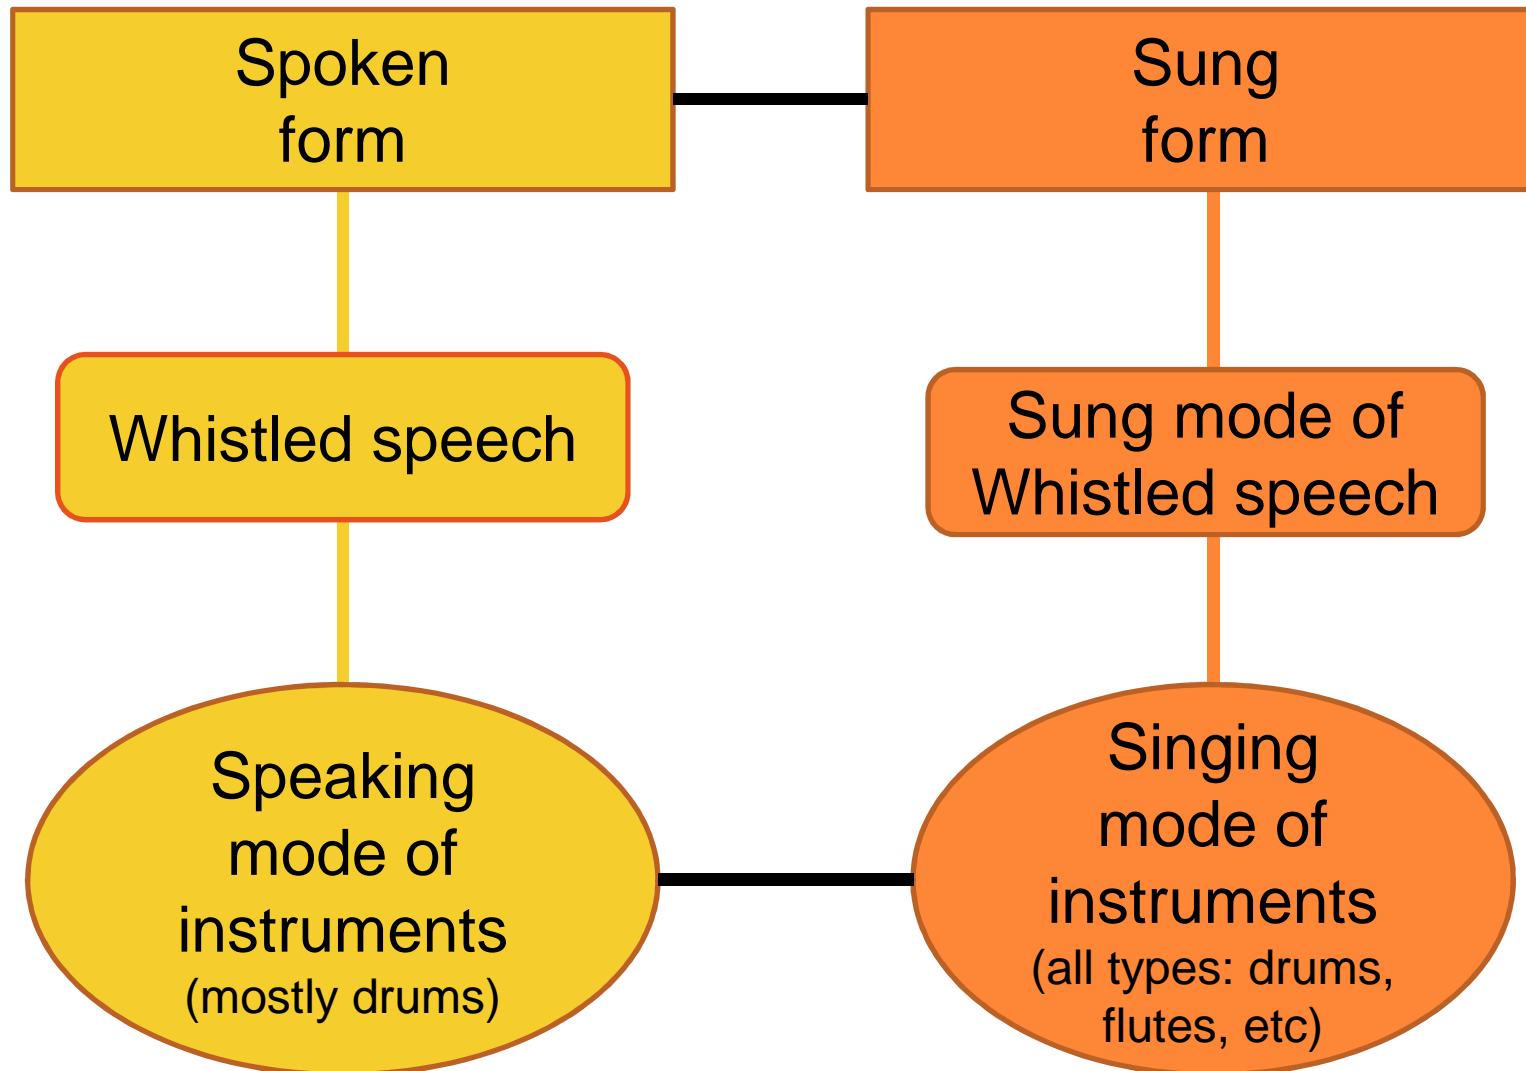 Spoken
form
Sung
form
Whistled speech
Sung mode of
Whistled speech
Speaking
mode of
instruments
(mostly drums)
Singing
mode of
instruments
(all types: drums,
flutes, etc)